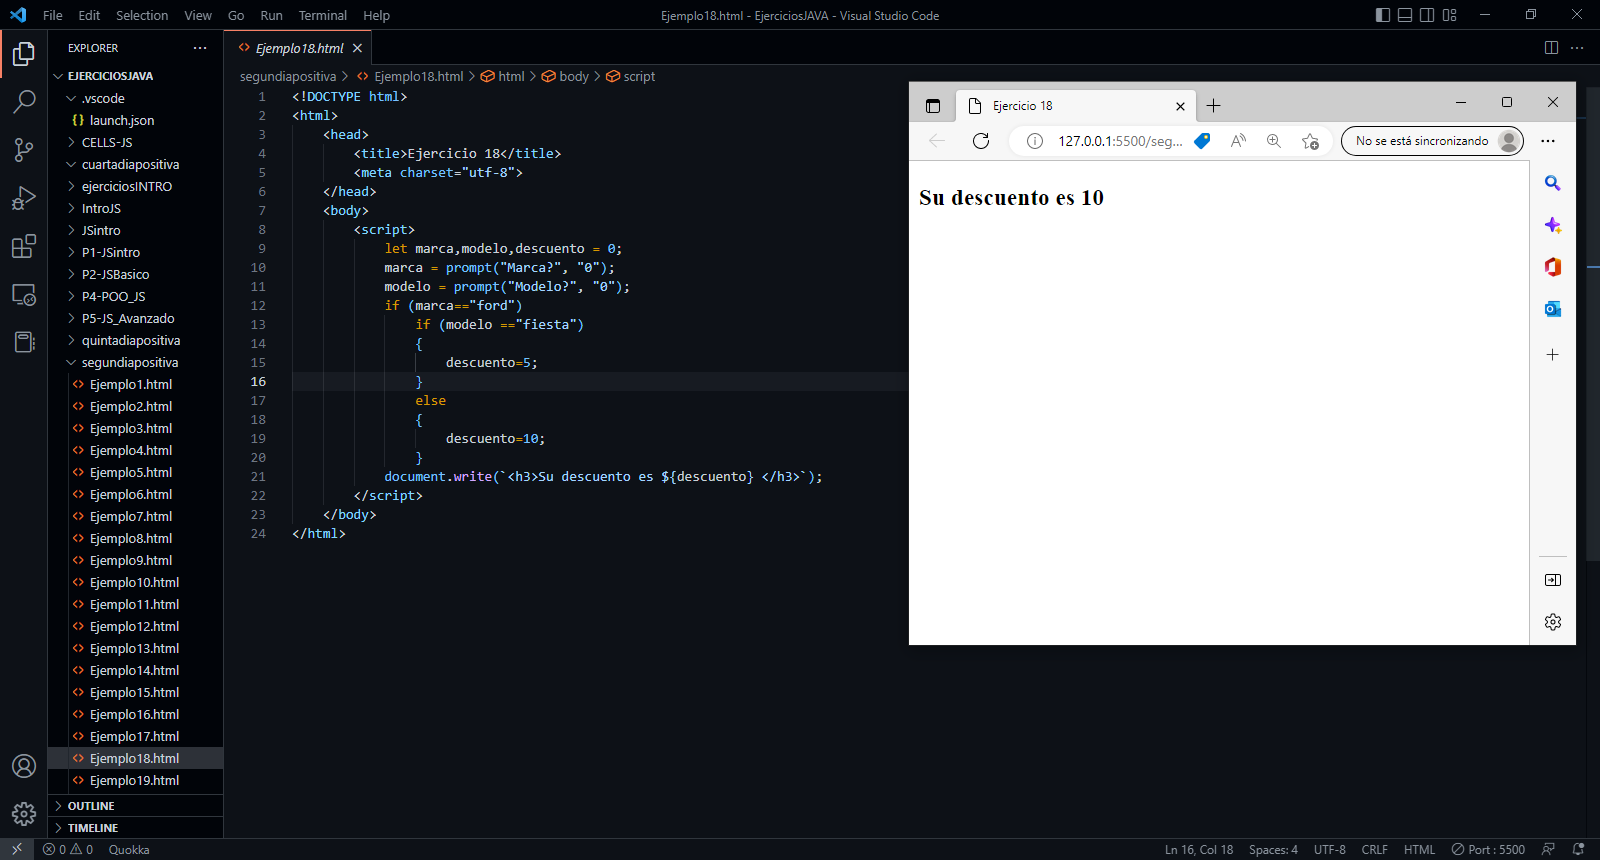 File Edit Selection View Go Run Terminal Help
Ejemplo18.html - EjerciciosJAVA - Visual Studio Code
EXPLORER
EJERCICIOSJAVA
.vscode
launch.json
CELLS-JS
cuartadiapositiva
ejerciciosINTRO
IntroJS
JSintro
P1-JSintro
P2-JSBasico
P4-POO_JS
P5-JS_Avanzado
quintadiapositiva
segundiapositiva
Ejemplo1.html
Ejemplo2.html
Ejemplo3.html
Ejemplo4.html
Ejemplo5.html
Ejemplo6.html
Ejemplo7.html
Ejemplo8.html
Ejemplo9.html
Ejemplo10.html
Ejemplo11.html
Ejemplo12.html
Ejemplo13.html
Ejemplo14.html
Ejemplo15.html
Ejemplo16.html
Ejemplo17.html
Ejemplo18.html
Ejemplo19.html
OUTLINE
TIMELINE
Ejemplo18.html
segundiapositiva > Ejemplo18.html > html > body > script
1 <!DOCTYPE html>
2 <html>
3 <head>
4 <title>Ejercicio 18</title>
5 <meta charset="utf-8">
6 </head>
7 <body>
8 <script>
9 let marca,modelo,descuento = 0;
10 marca = prompt("Marca?", "0");
11 modelo = prompt("Modelo?", "0");
12 if (marca=="ford")
13 if (modelo =="fiesta")
14 {
15 descuento=5;
16 }
17 else
18 {
19 descuento=10;
20 }
21 document.write(`<h3>Su descuento es ${descuento} </h3>`);
22 </script>
23 </body>
24 </html>
Ejercicio 18
127.0.0.1:5500/seg...
No se está sincronizando
Su descuento es 10
0 0 Quokka
Ln 16, Col 18 Spaces: 4 UTF-8 CRLF HTML Port : 5500